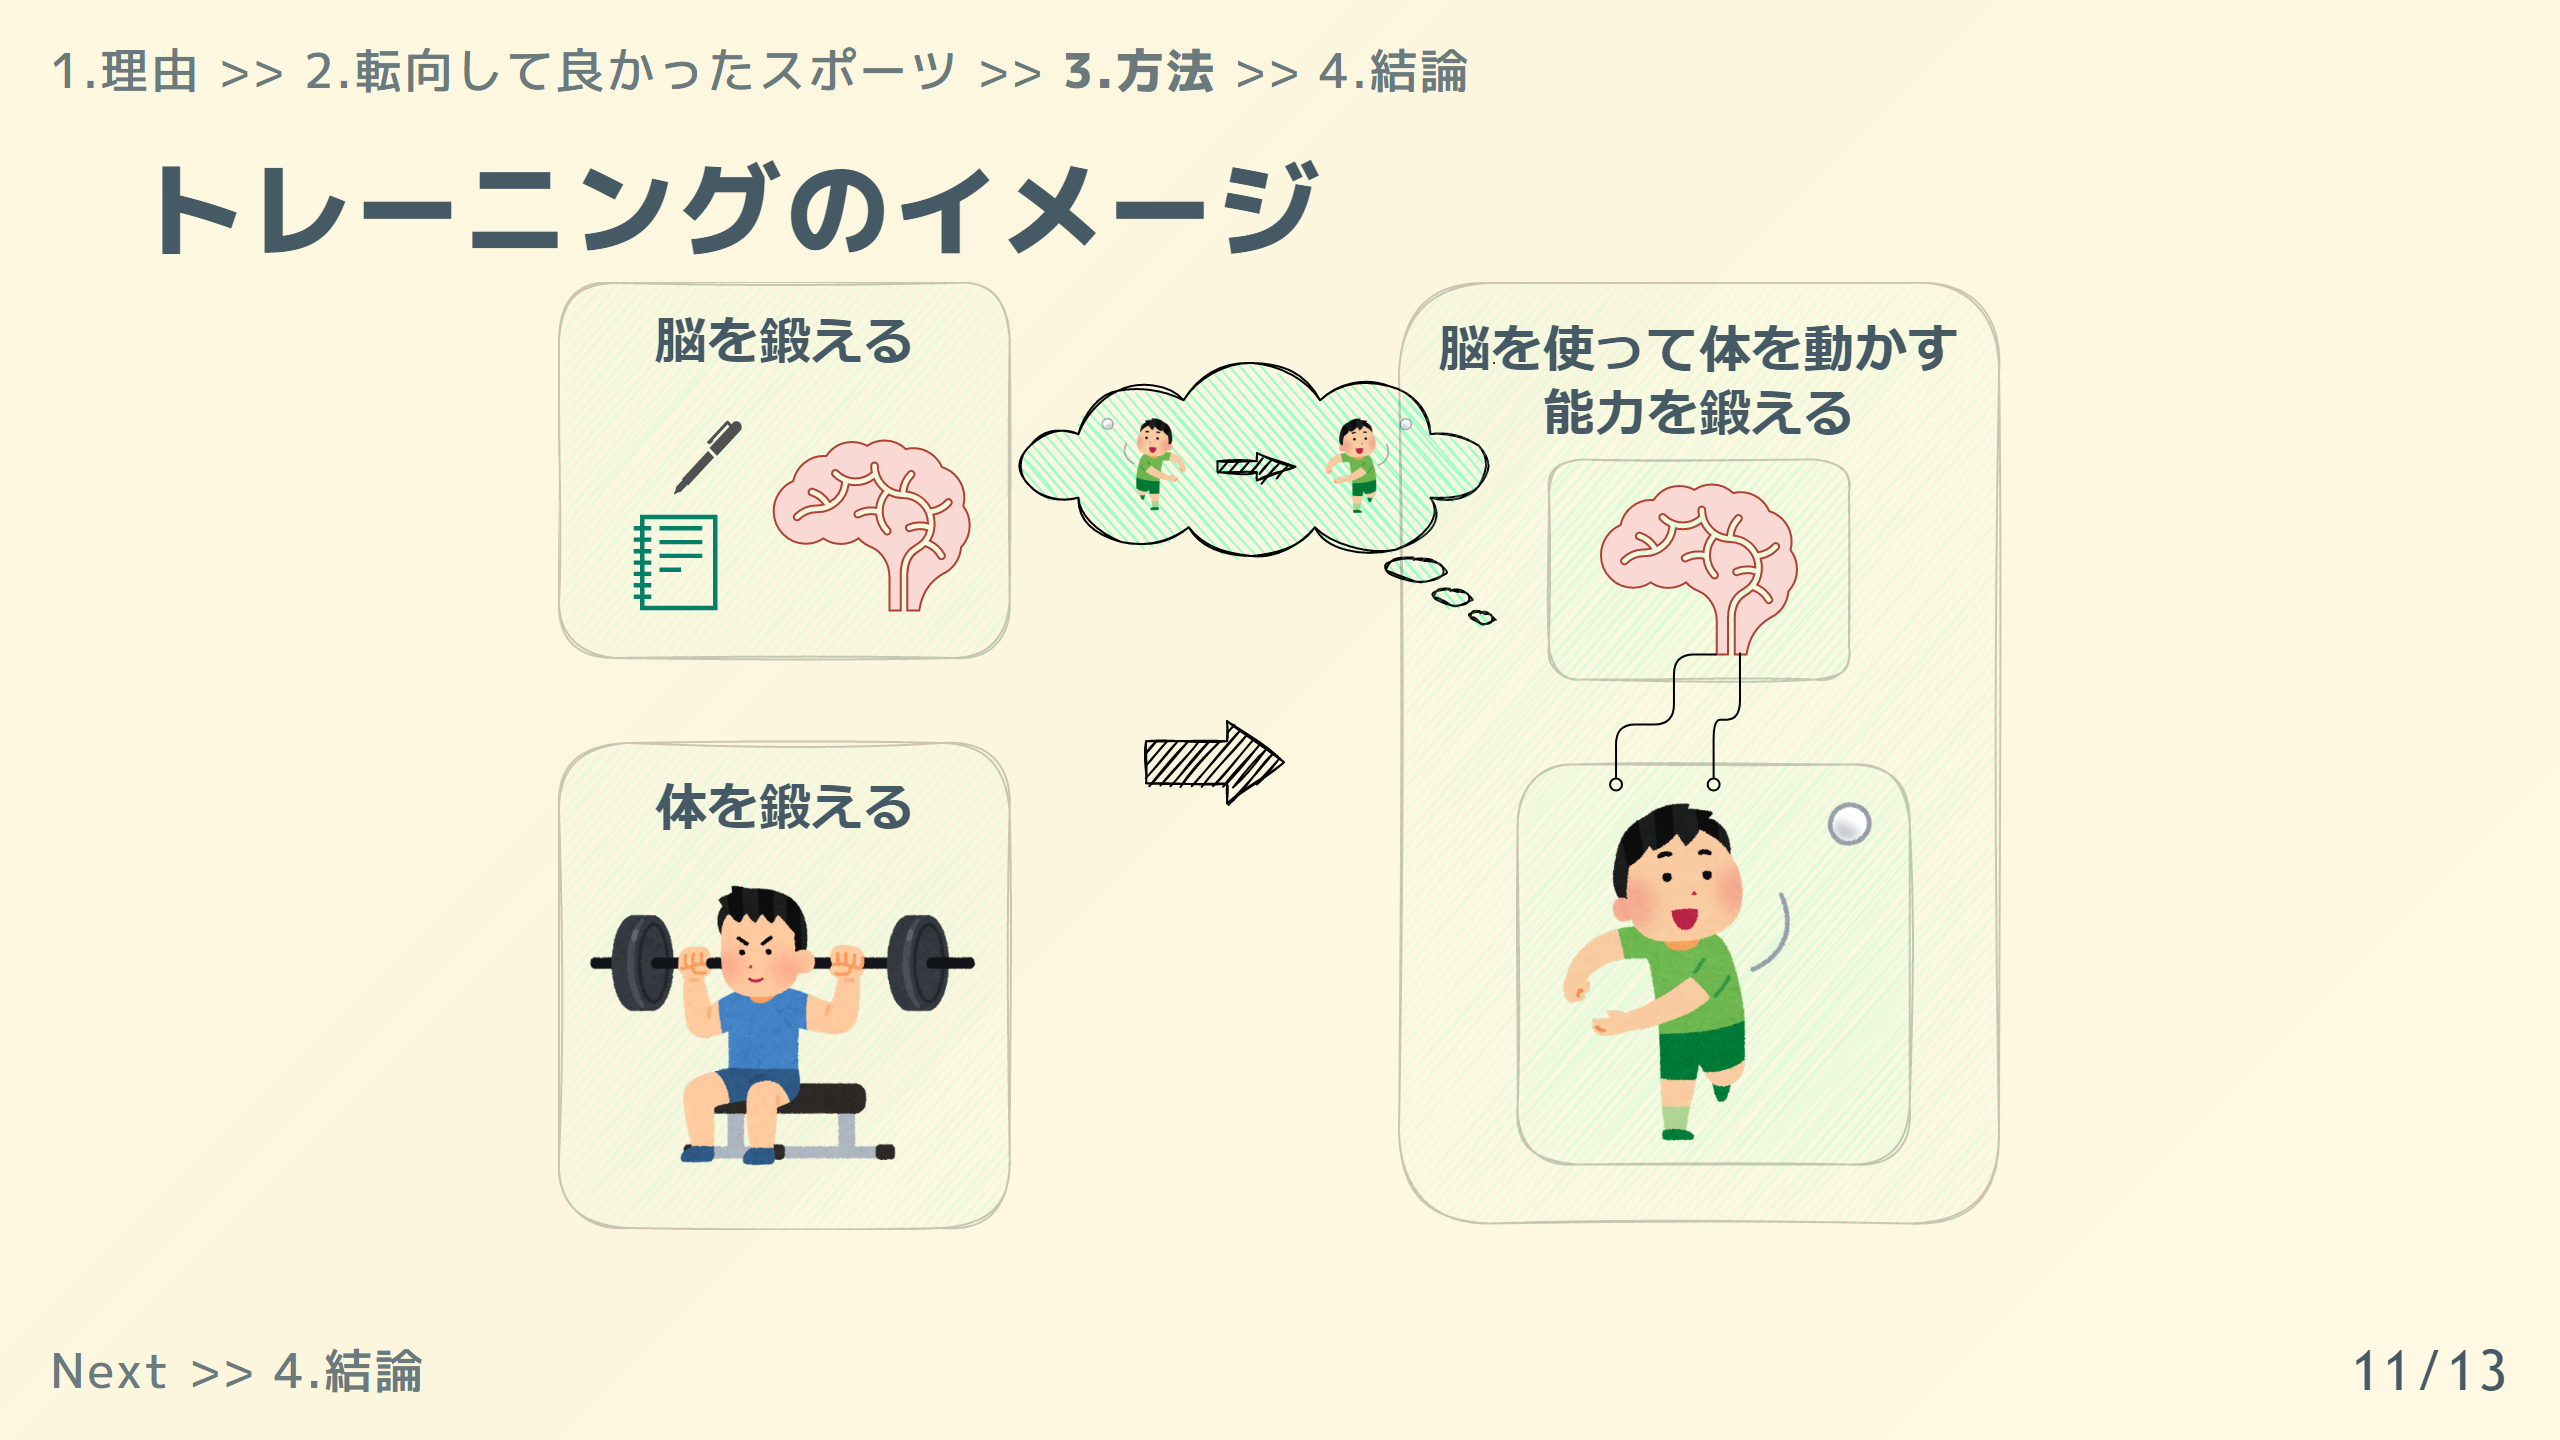 1.理由 >> 2.転向して良かったスポーツ >> 3.方法 >> 4.結論
トレーニングのイメージ
脳を鍛える
体を鍛える
脳を使って体を動かす
能力を鍛える
Next >> 4.結論
11/13